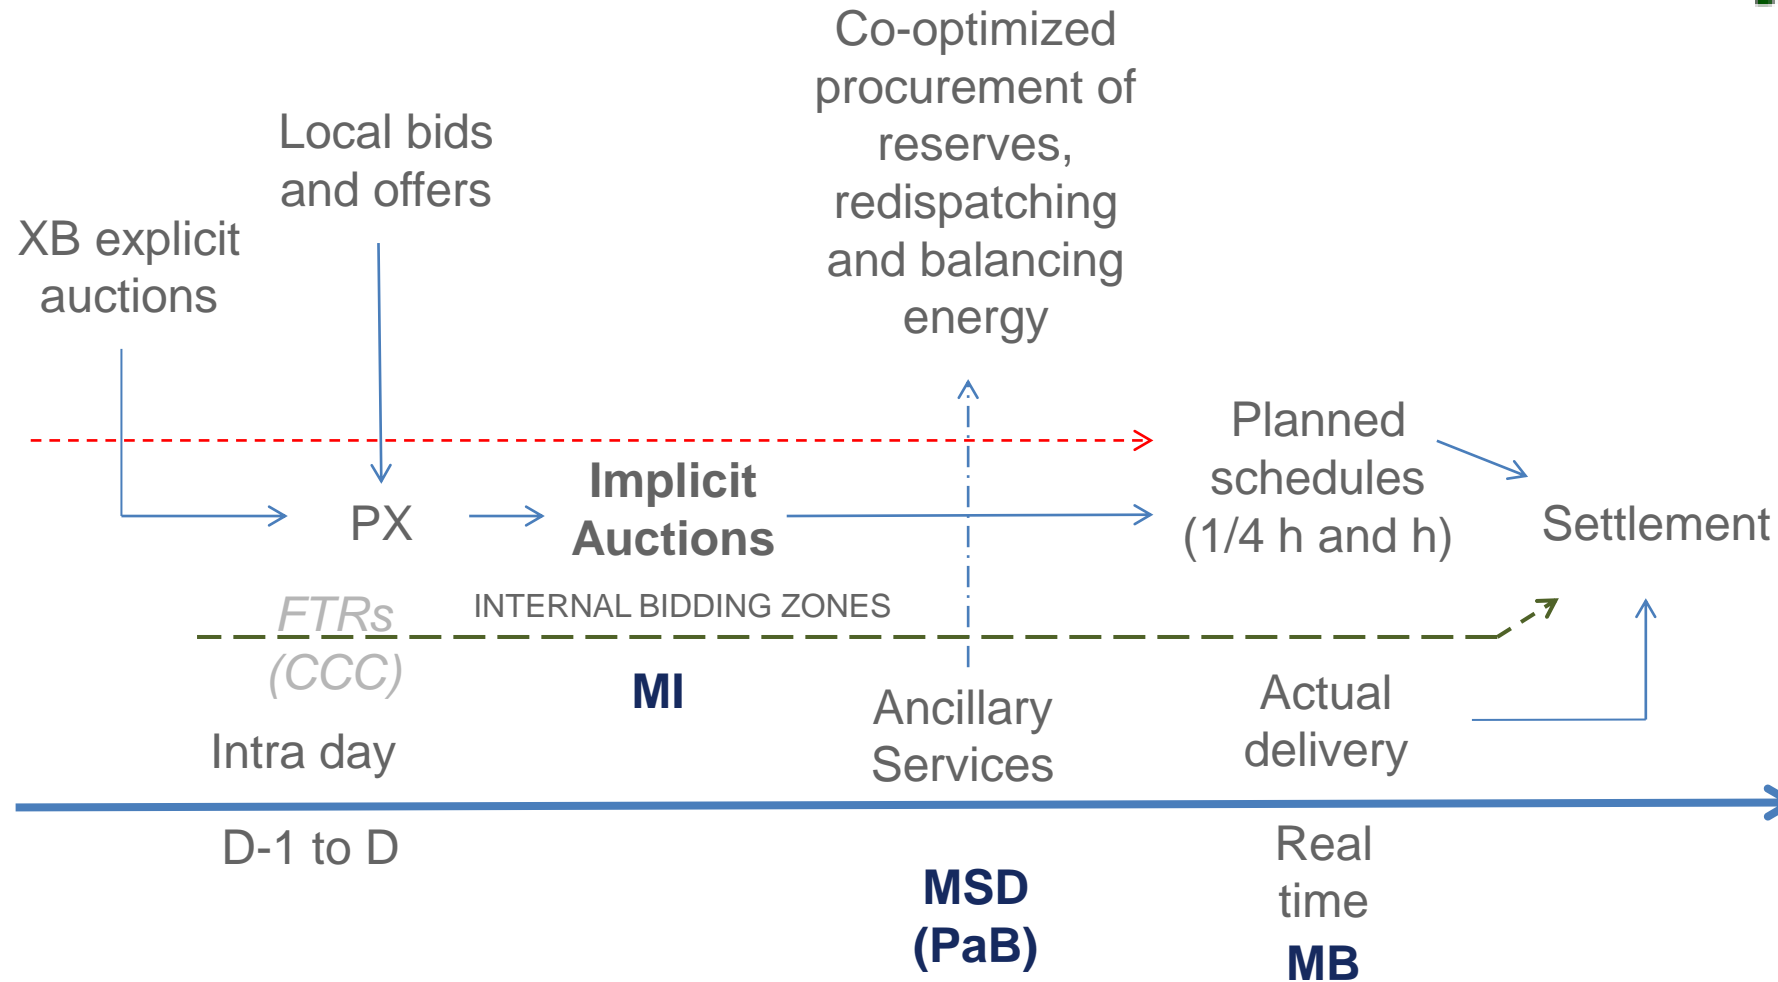 Co-optimized
procurement of
reserves,
redispatching
and balancing
energy
Local bids
and offers
XB explicit
auctions
Planned
schedules
(1/4 h and h)
Implicit
Auctions
PX
Settlement
INTERNAL BIDDING ZONES
FTRs
(CCC)
MI
Ancillary
Services
Actual
delivery
Intra day
D-1 to D
Real
time
MSD
(PaB)
MB